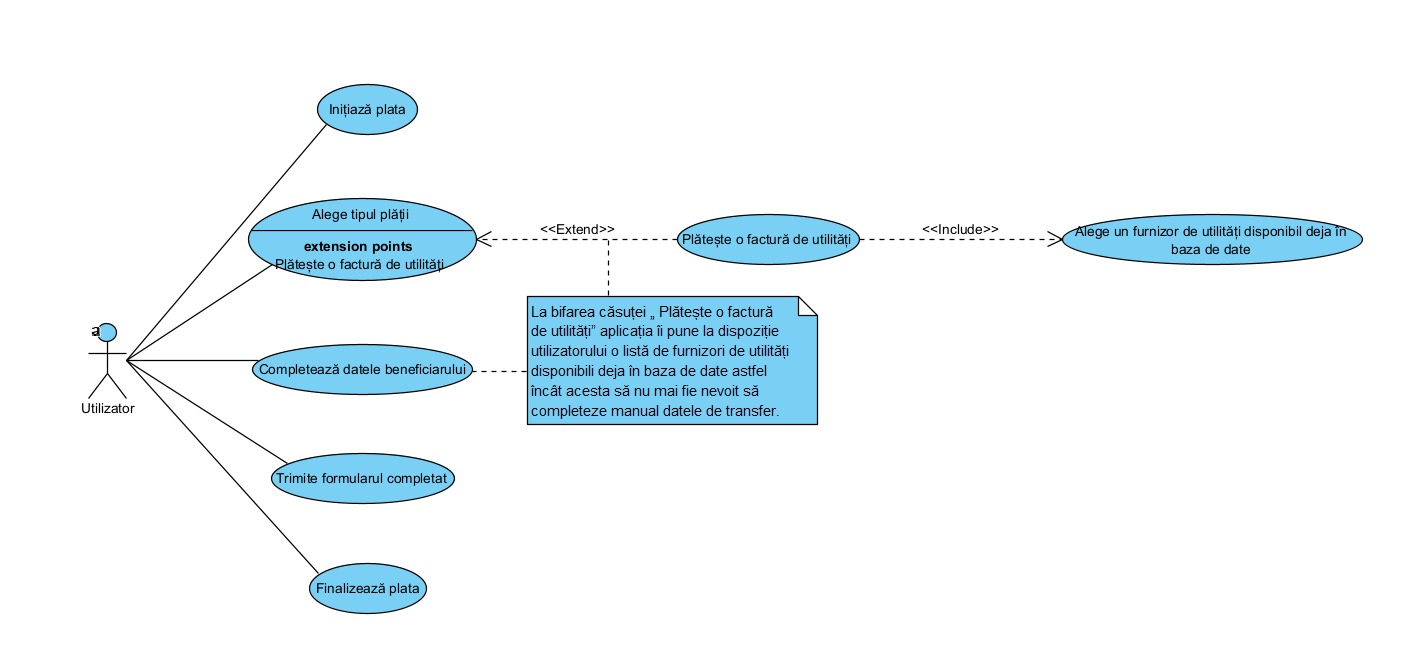 Inițiază plata
Alege tipul plății
extension points
Plătește o factură de utilități
<<Extend>>
Plătește o factură de utilități
<<Include>>
Alege un furnizor de utilități disponibil deja în
baza de date
La bifarea căsuței „ Plătește o factură
de utilități” aplicația îi pune la dispoziție
utilizatorului o listă de furnizori de utilități
disponibili deja în baza de date astfel
încât acesta să nu mai fie nevoit să
completeze manual datele de transfer.
a
Utilizator
Completează datele beneficiarului
Trimite formularul completat
Finalizează plata